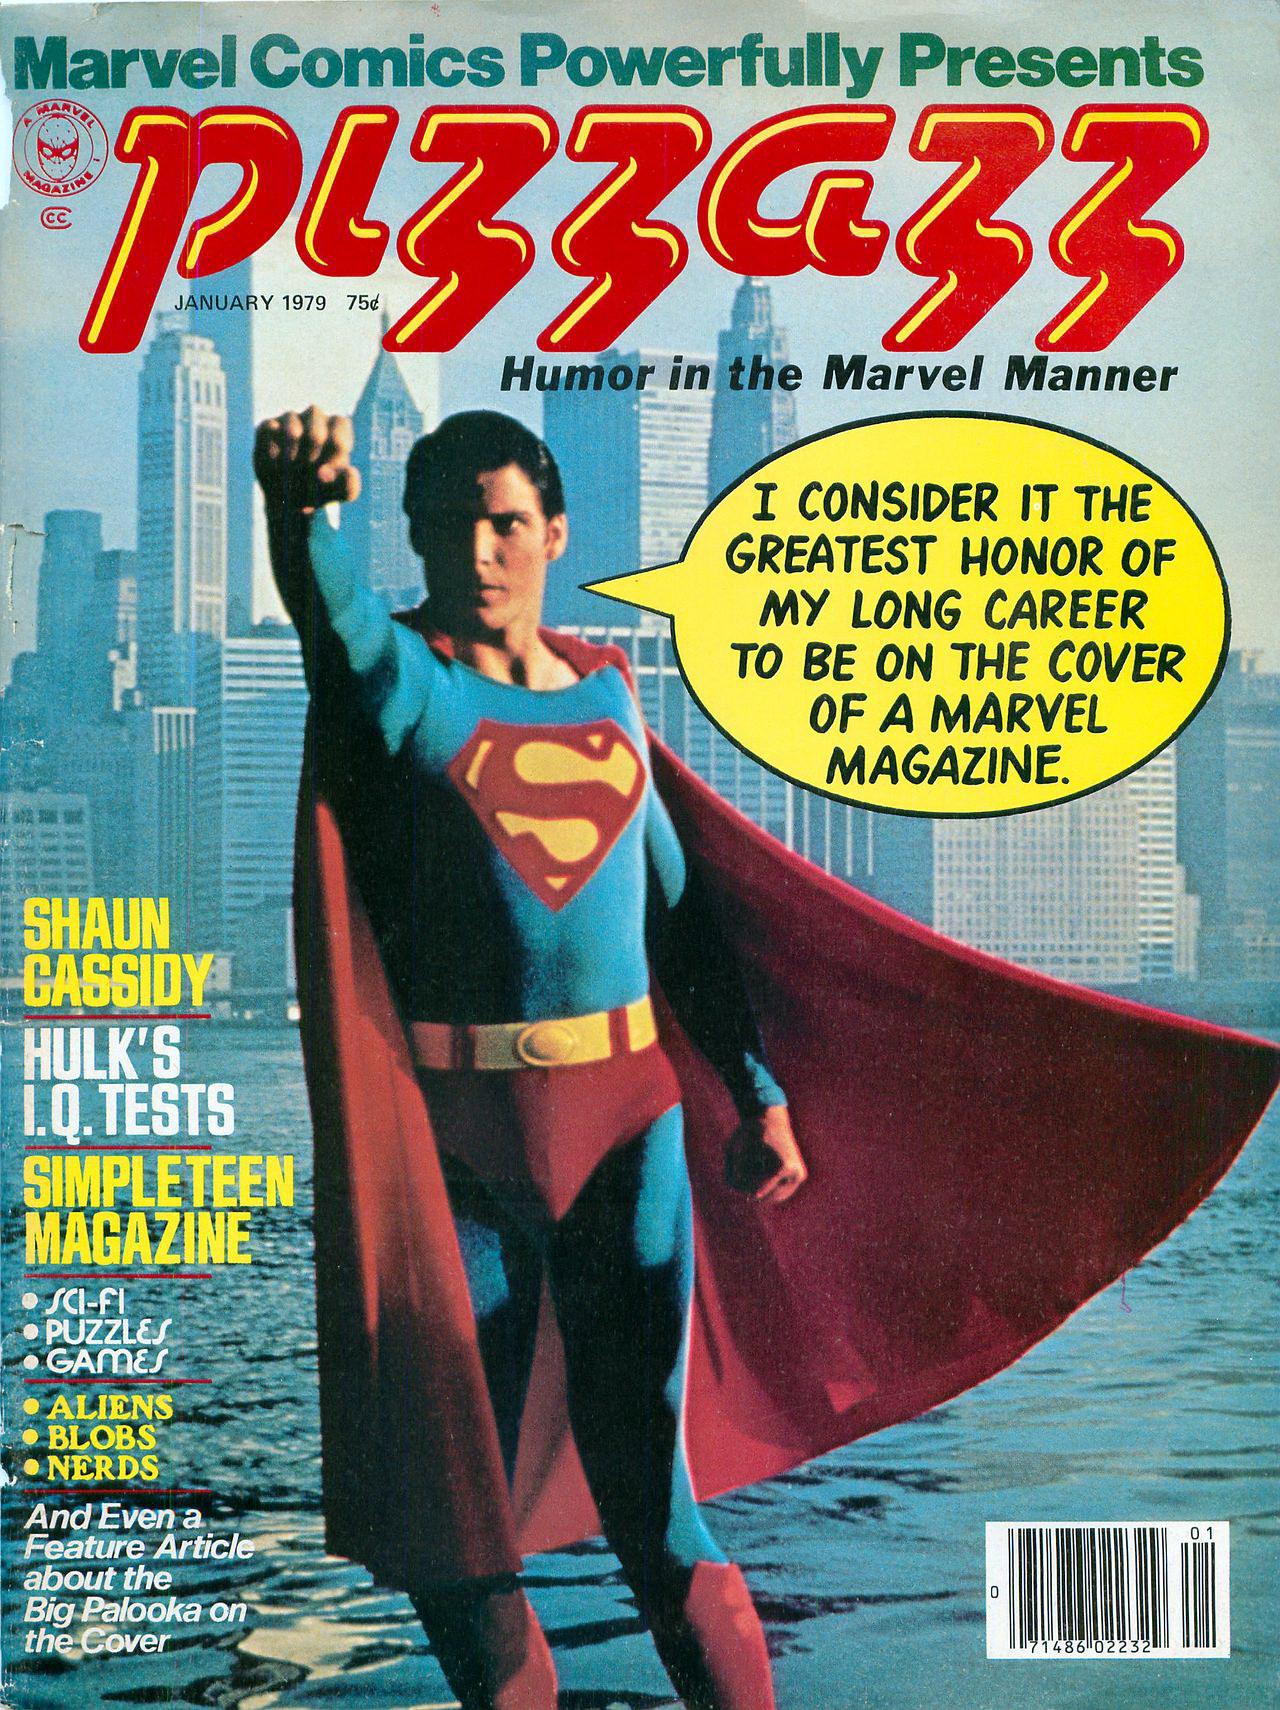 Marvel Comics Powerfully Presents
A MARVEL
MAGAZINE
CC
PIZZAZZ
JANUARY 1979 75¢
Humor in the Marvel Manner
I CONSIDER IT THE
GREATEST HONOR OF
MY LONG CAREER
TO BE ON THE COVER
OF A MARVEL
MAGAZINE.
S
SHAUN
CASSIDY
HULK'S
I.Q. TESTS
SIMPLETEEN
MAGAZINE
• SCI-FI
• PUZZLES
• GAMES
• ALIENS
• BLOBS
• NERDS
And Even a
Feature Article
about the
Big Palooka on
the Cover
01
0
71486 02232